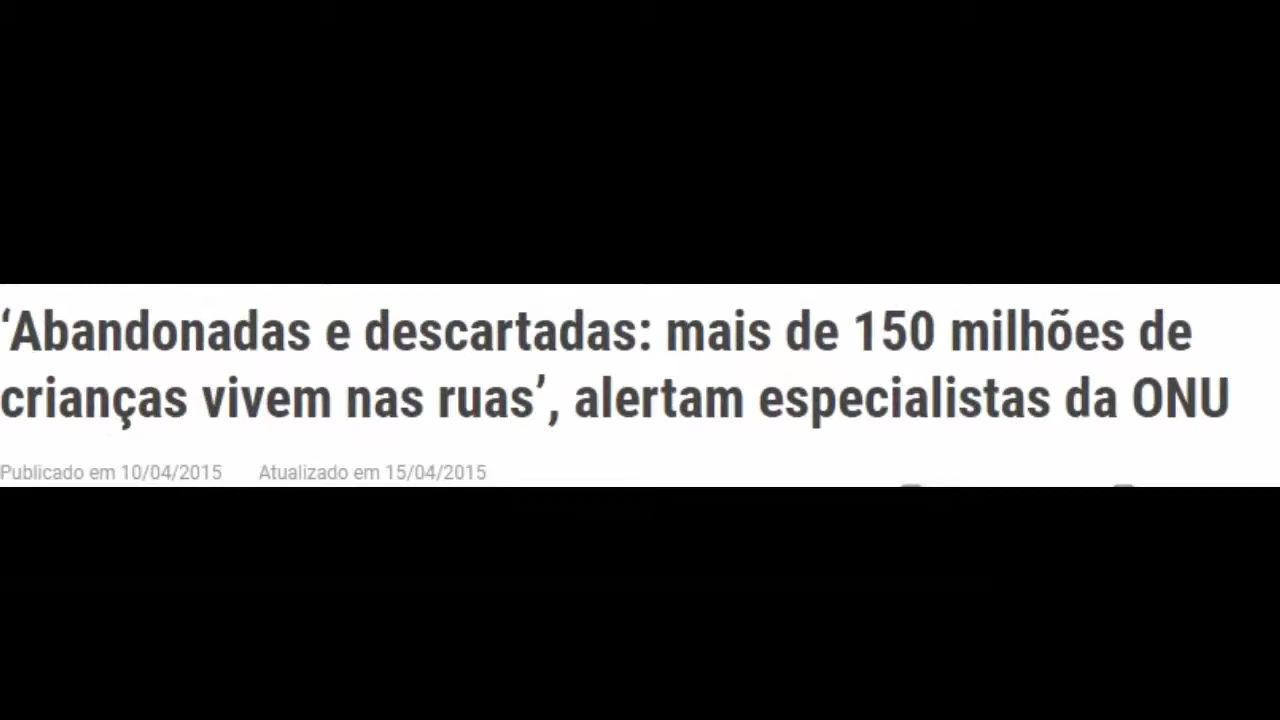 ‘Abandonadas e descartadas: mais de 150 milhões de
crianças vivem nas ruas’, alertam especialistas da ONU
Publicado em 10/04/2015 Atualizado em 15/04/2015